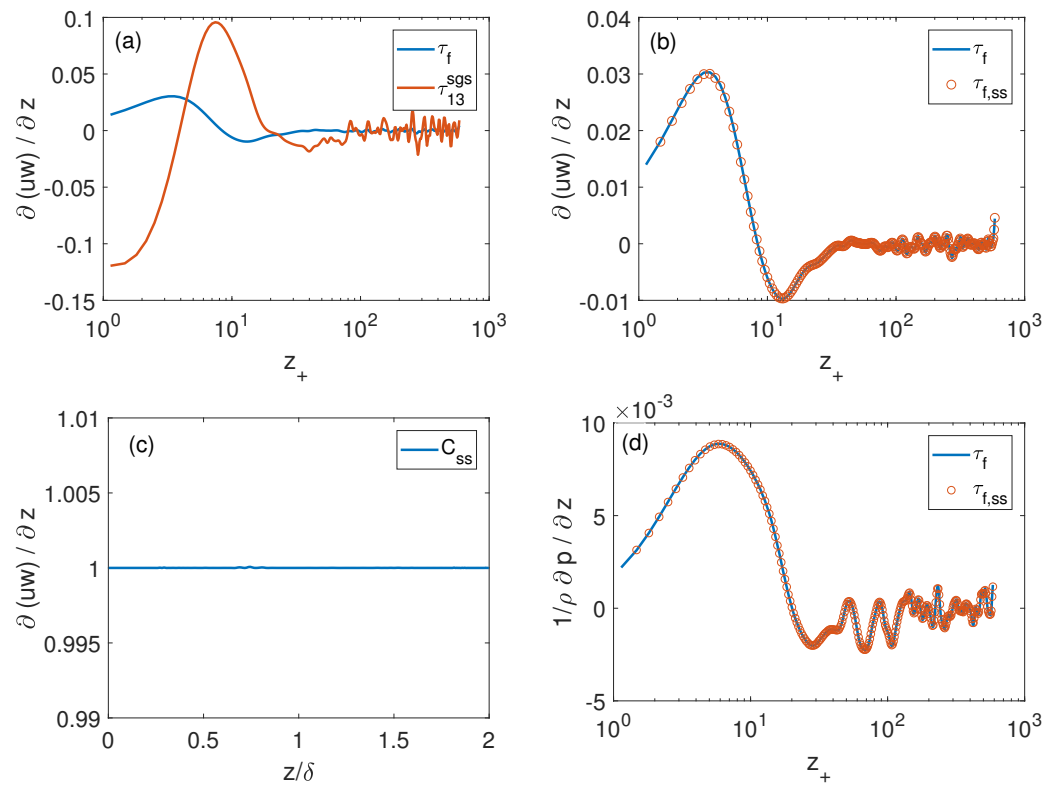 (a)
τ_f
τ_13^sgs
0.1
0.05
0
-0.05
-0.1
-0.15
∂ (uw) / ∂ z
10^0
10^1
10^2
10^3
z_+
(b)
τ_f
τ_f,ss
0.04
0.03
0.02
0.01
0
-0.01
∂ (uw) / ∂ z
10^0
10^1
10^2
10^3
z_+
(c)
C_ss
1.01
1.005
1
0.995
0.99
∂ (uw) / ∂ z
0
0.5
1
1.5
2
z/δ
×10^-3
(d)
τ_f
τ_f,ss
10
5
0
-5
1/ρ ∂ p / ∂ z
10^0
10^1
10^2
10^3
z_+